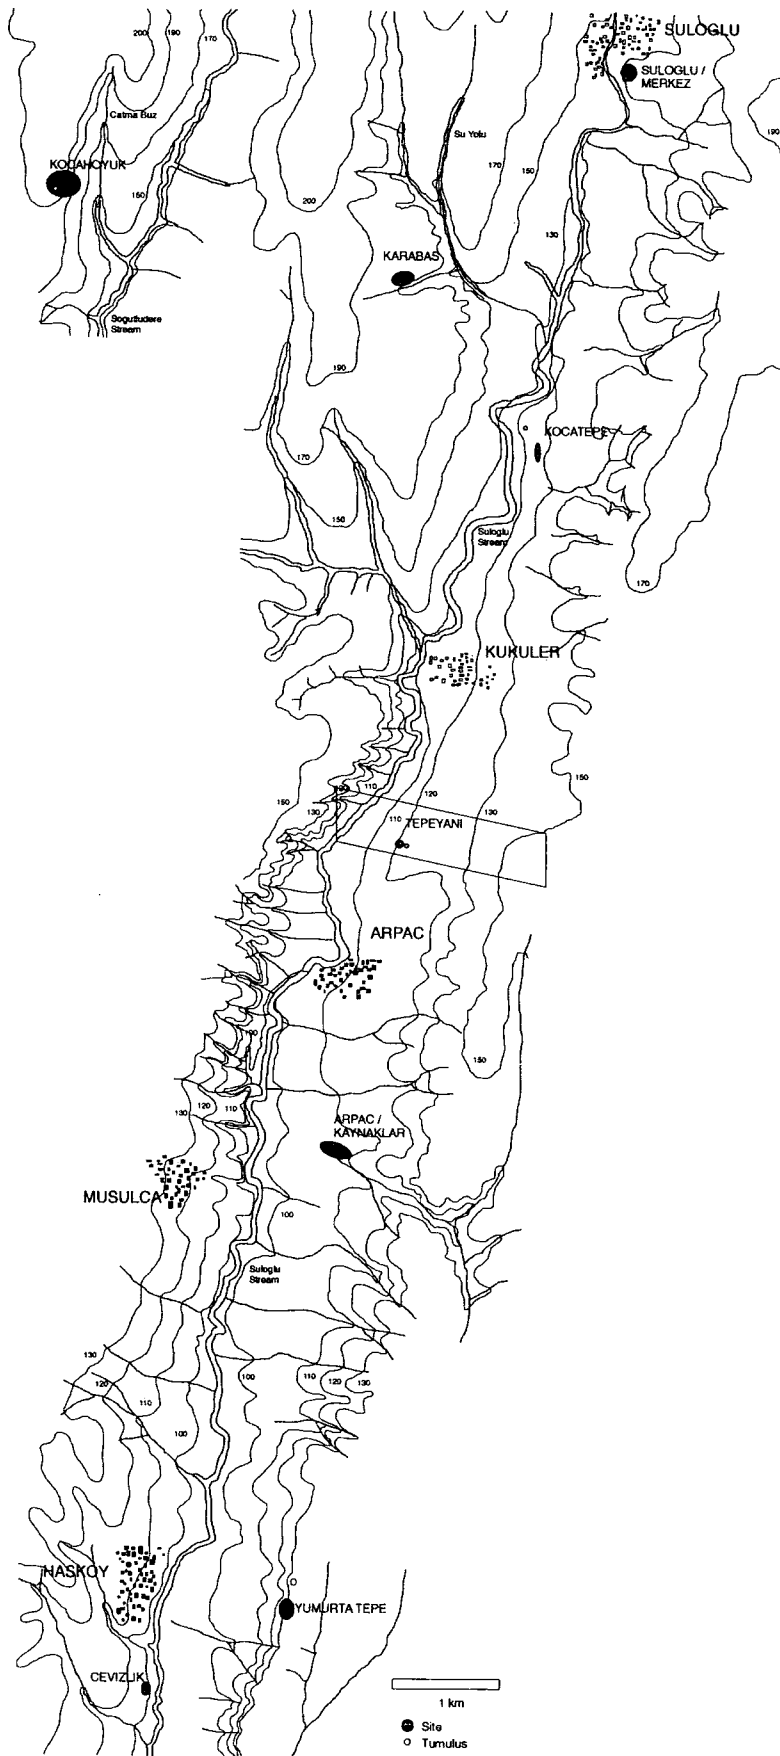 200
190
170
SULOGLU
SULOGLU /
MERKEZ
Catma Buz
Su Yolu
190
KOCAHOYUK
170
150
150
200
130
KARABAS
Sogutludere
Stream
190
KOCATEPE
170
150
Suloglu
Stream
170
KUKULER
150
110
120
150
130
110
130
TEPEYANI
ARPAC
150
120
110
130
ARPAC /
KAYNAKLAR
MUSULCA
100
Suloglu
Stream
130
120
110
100
110
120
130
100
HASKOY
YUMURTA TEPE
CEVIZLIK
1 km
Site
Tumulus